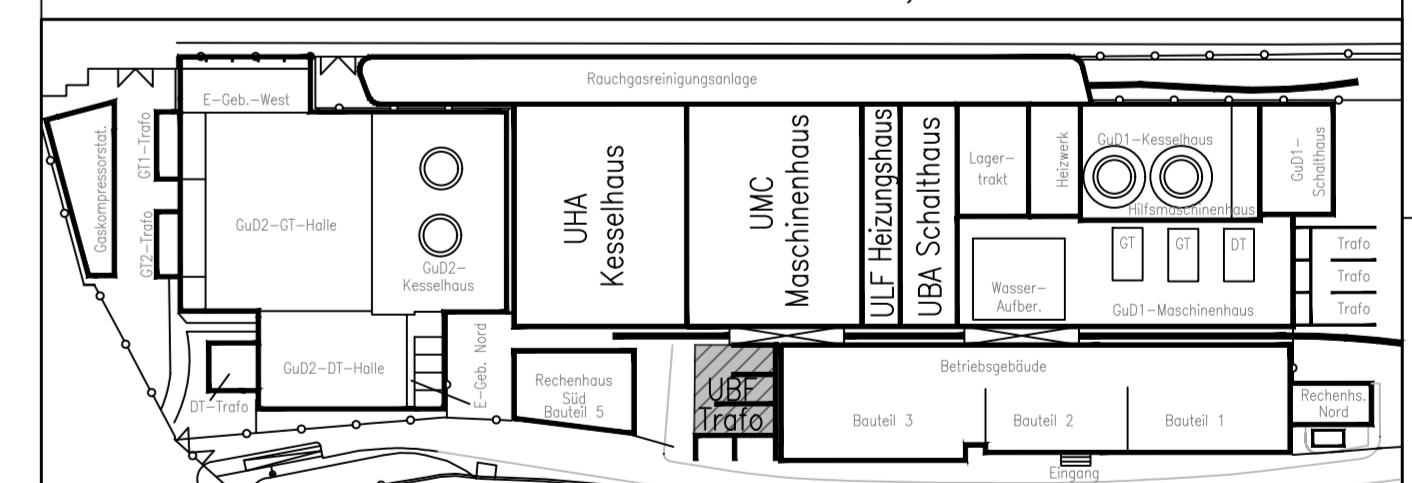 Rauchgasreinigungsanlage
E-Geb.-West
Gaskompressorstat.
GT1-Trafo
GT2-Trafo
GuD2-GT-Halle
GuD2-
Kesselhaus
UHA
Kesselhaus
UMC
Maschinenhaus
ULF Heizungshaus
UBA Schalthaus
Lager-
trakt
Heizwerk
GuD1-Kesselhaus
Hilfsmaschinenhaus
GuD1-
Schalthaus
GT
GT
DT
Trafo
Trafo
Trafo
Wasser-
Aufber.
GuD1-Maschinenhaus
GuD2-DT-Halle
DT-Trafo
E-Geb. Nord
Rechenhaus
Süd
Bauteil 5
UBF
Trafo
Betriebsgebäude
Bauteil 3
Bauteil 2
Bauteil 1
Rechenhs.
Nord
Eingang